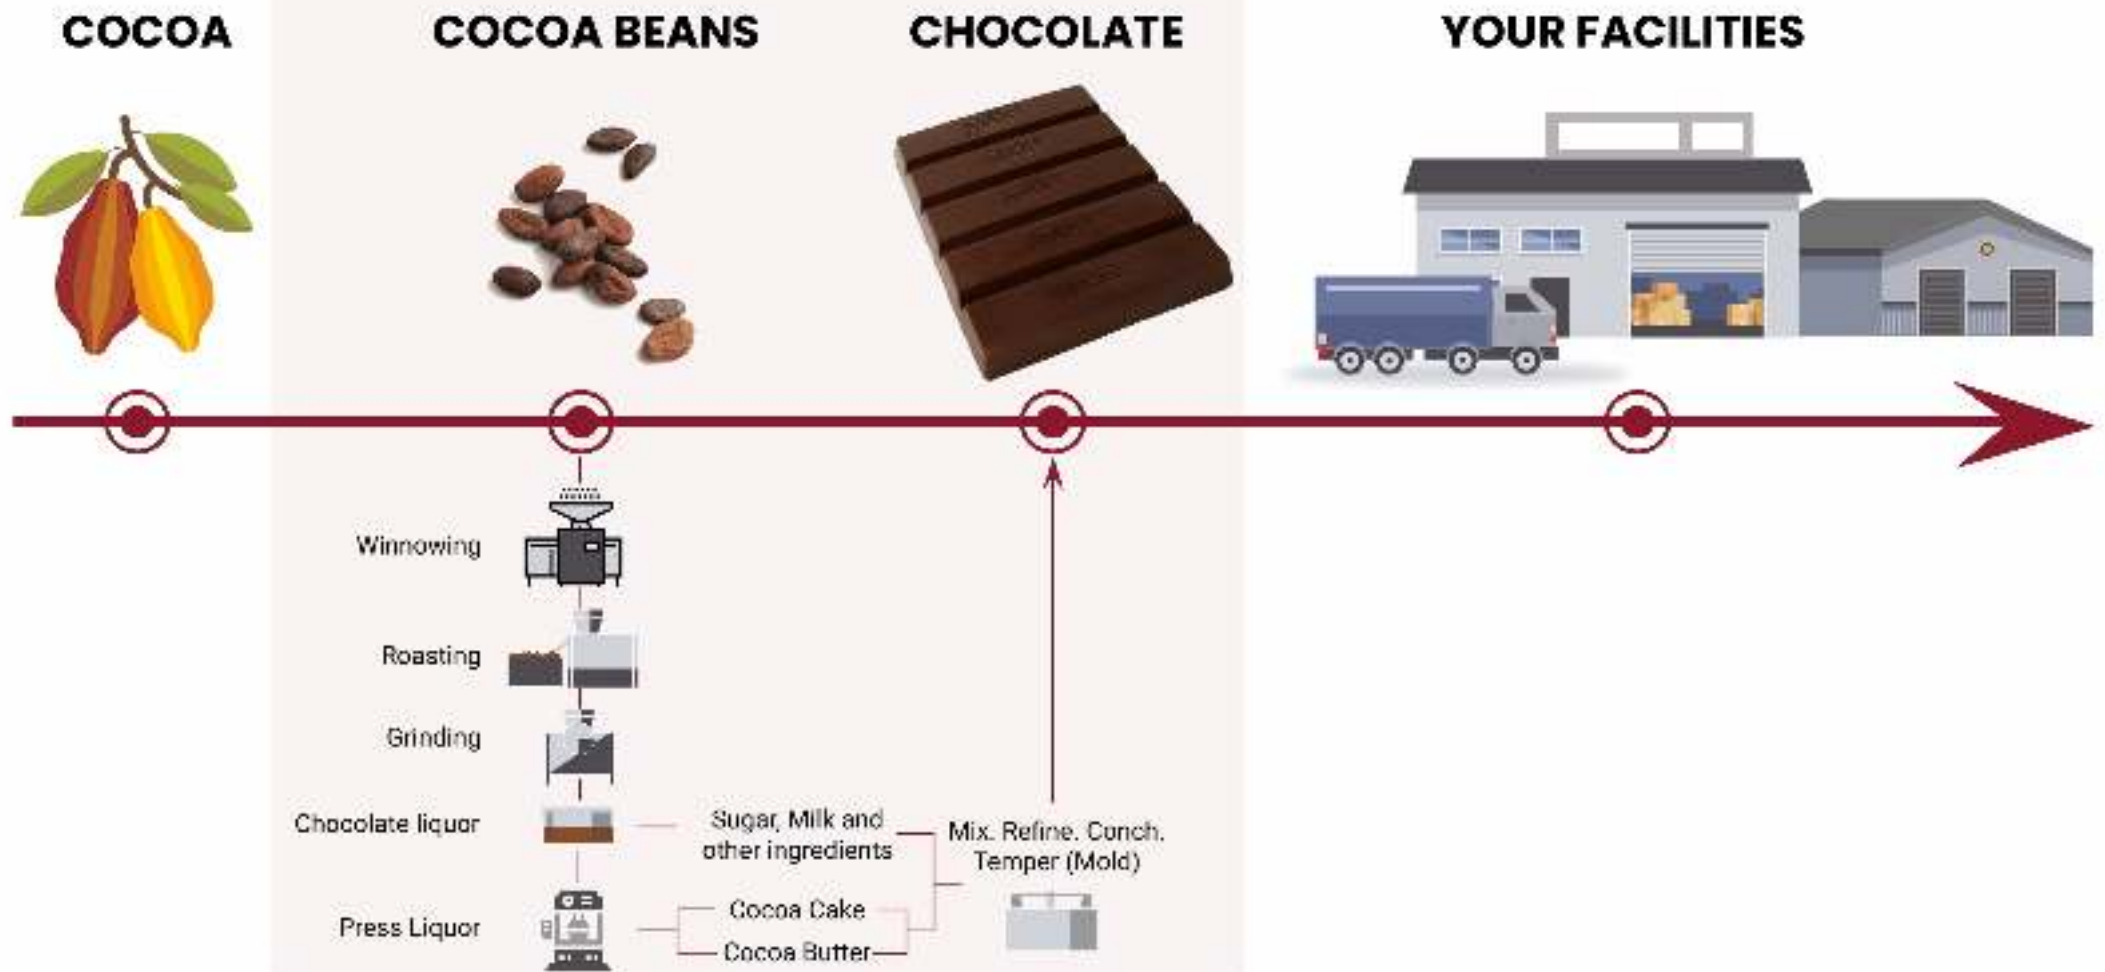 COCOA
COCOA BEANS
CHOCOLATE
YOUR FACILITIES
Winnowing
Roasting
Grinding
Chocolate liquor
Sugar, Milk and
other ingredients
Mix. Refine. Conch.
Temper (Mold)
Press Liquor
Cocoa Cake
Cocoa Butter